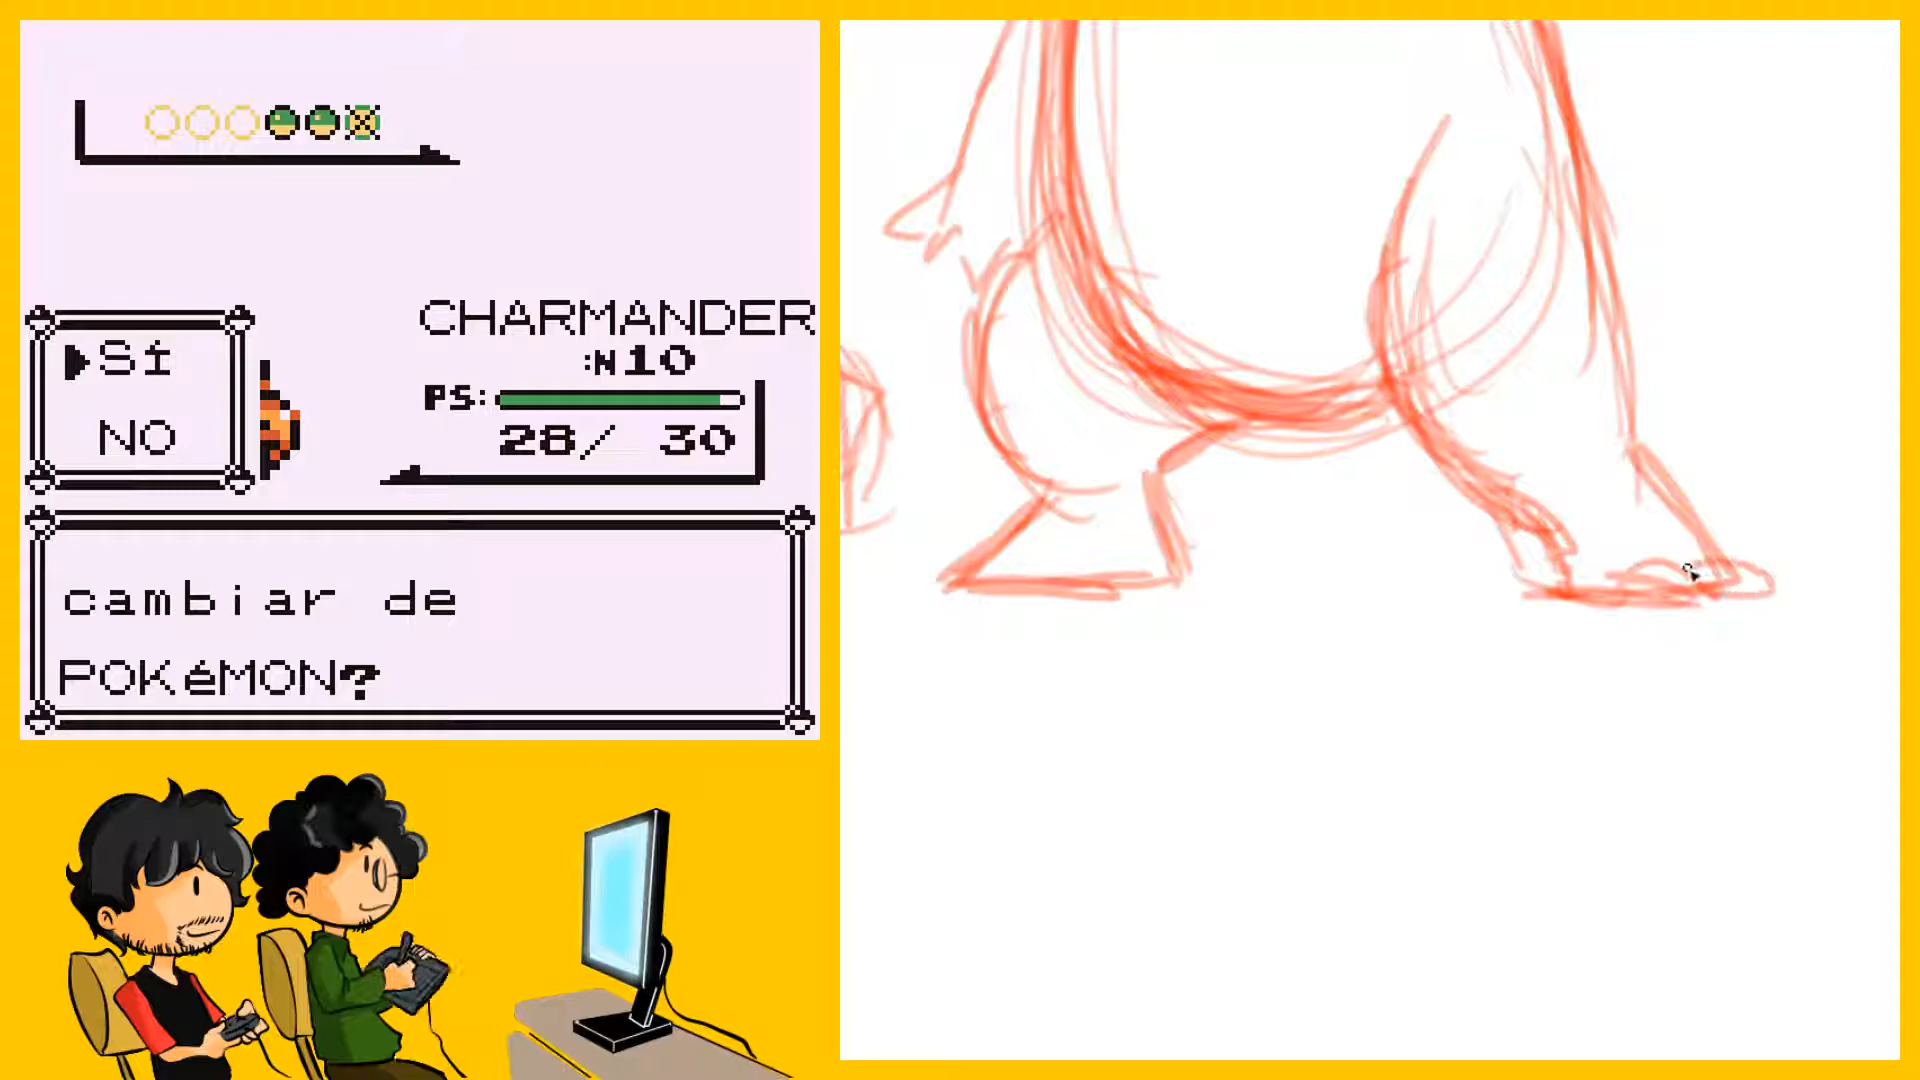 CHARMANDER
:N10
PS:
28/ 30
SÍ
NO
cambiar de
POKéMON?